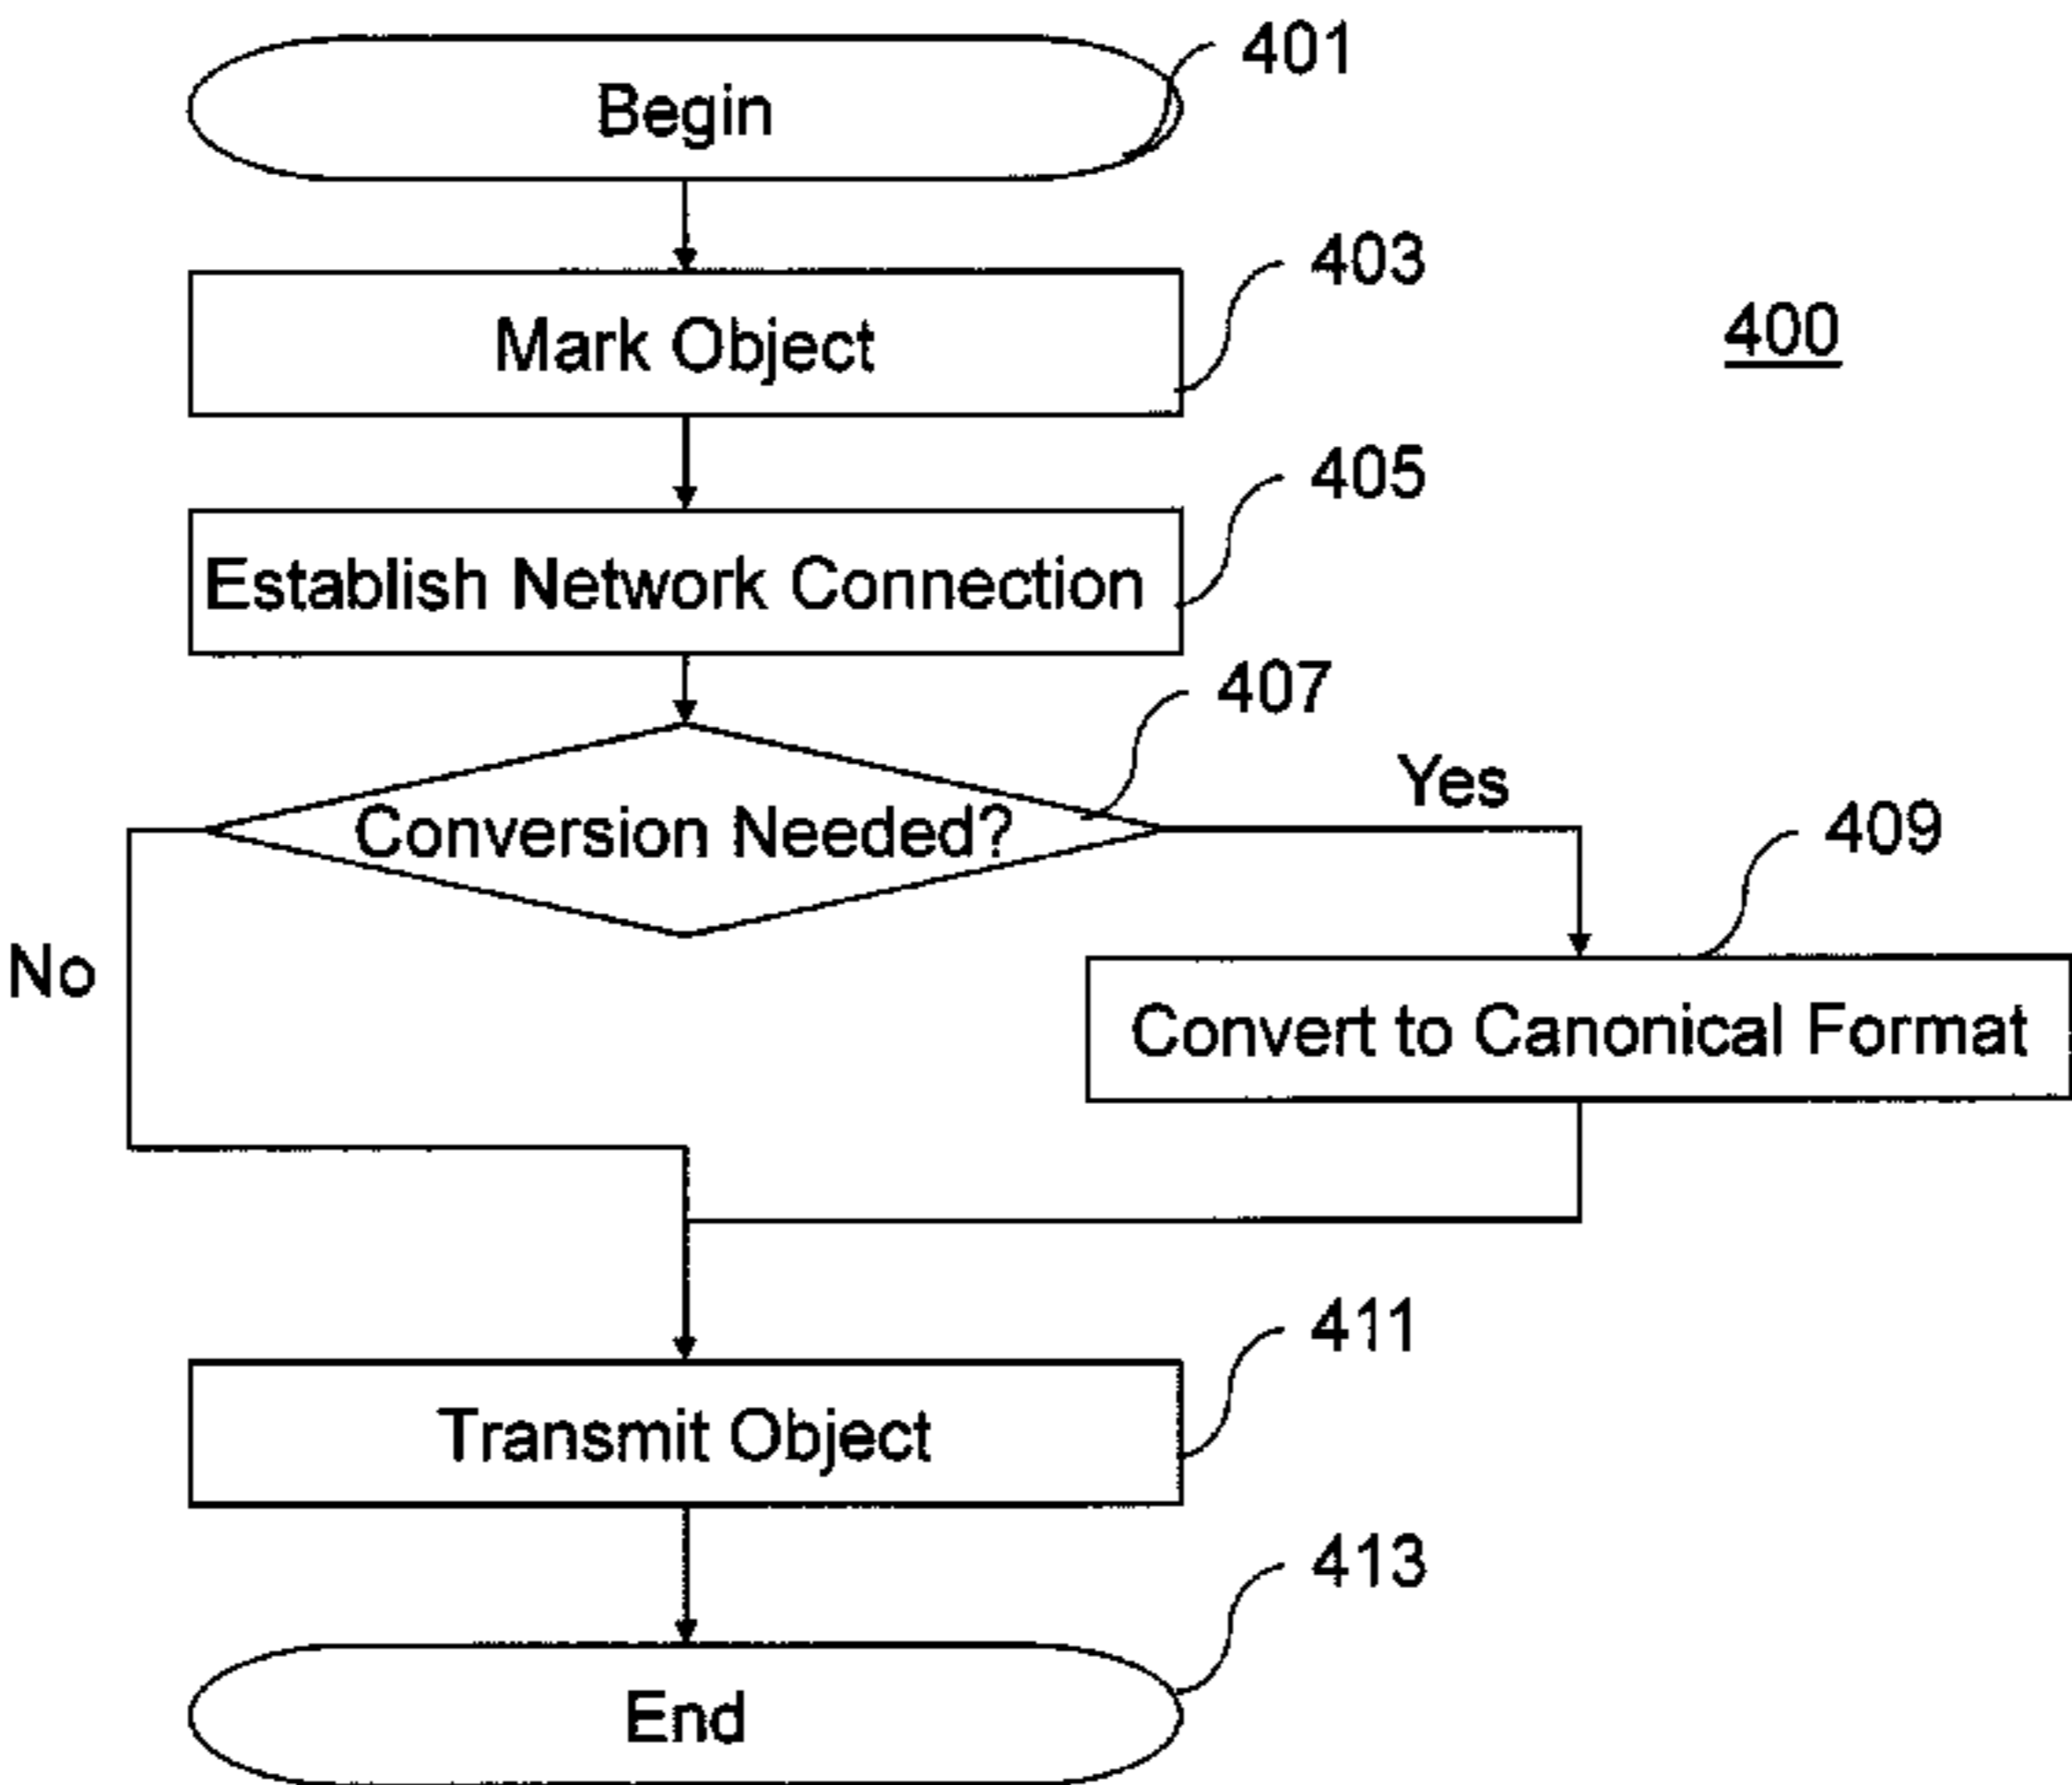 Begin
401
Mark Object
403
400
Establish Network Connection
405
Conversion Needed?
407
Yes
No
Convert to Canonical Format
409
Transmit Object
411
End
413